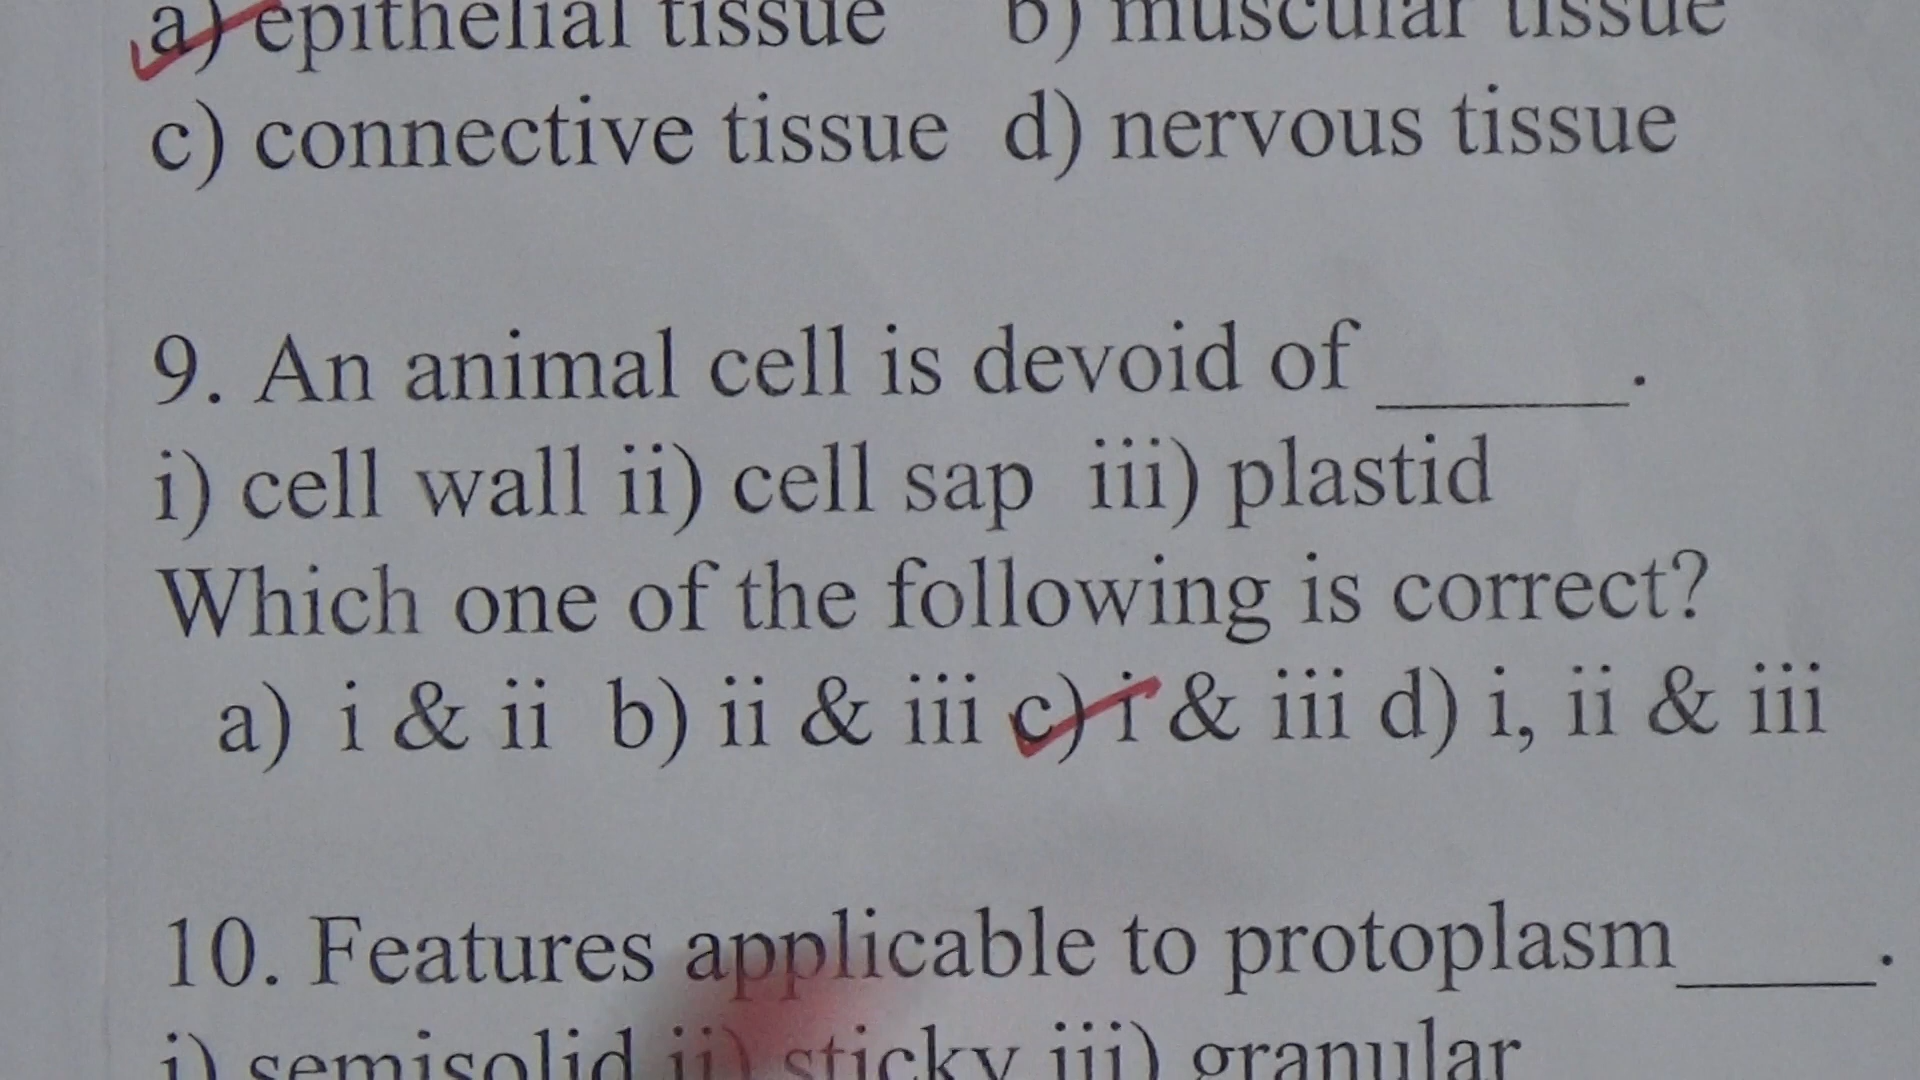 a) epithelial tissue b) muscular tissue
c) connective tissue d) nervous tissue
9. An animal cell is devoid of ______.
i) cell wall ii) cell sap iii) plastid
Which one of the following is correct?
a) i & ii b) ii & iii c) i & iii d) i, ii & iii
10. Features applicable to protoplasm_____.
i) semisolid ii) sticky iii) granular